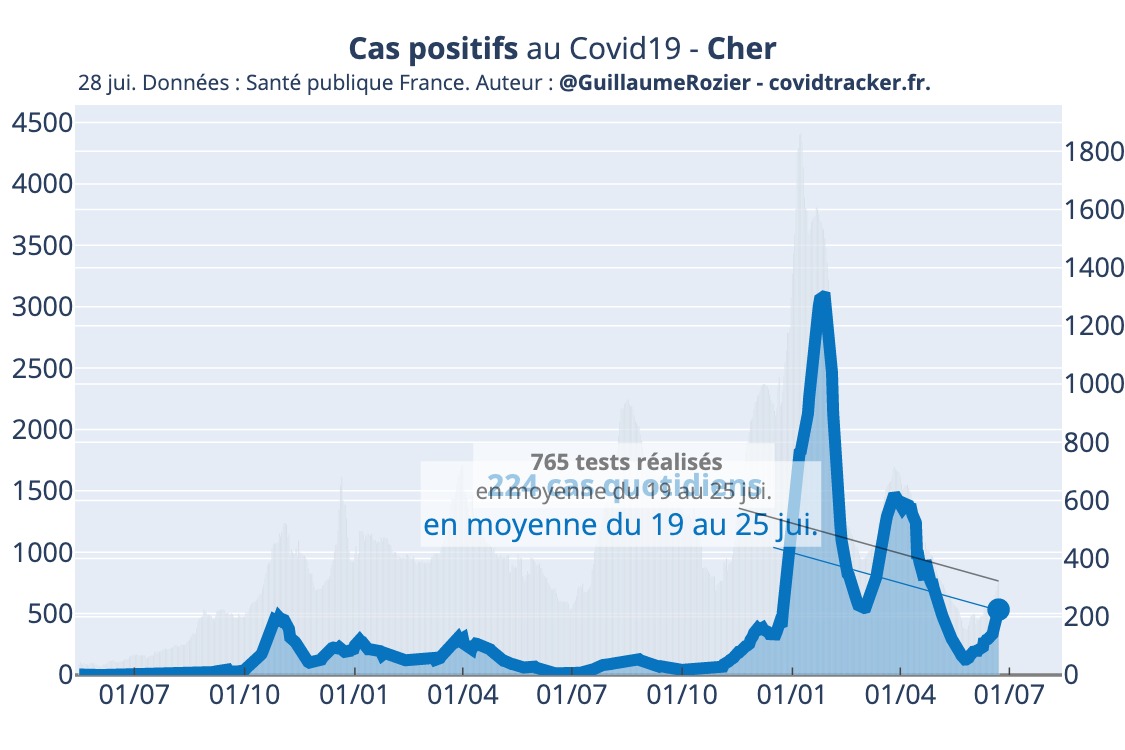 Cas positifs au Covid19 - Cher
28 jui. Données : Santé publique France. Auteur : @GuillaumeRozier - covidtracker.fr.
4500
4000
3500
3000
2500
2000
1500
1000
500
0
1800
1600
1400
1200
1000
800
600
400
200
0
765 tests réalisés
en moyenne du 19 au 25 jui.
224 cas quotidiens
en moyenne du 19 au 25 jui.
01/07 01/10 01/01 01/04 01/07 01/10 01/01 01/04 01/07